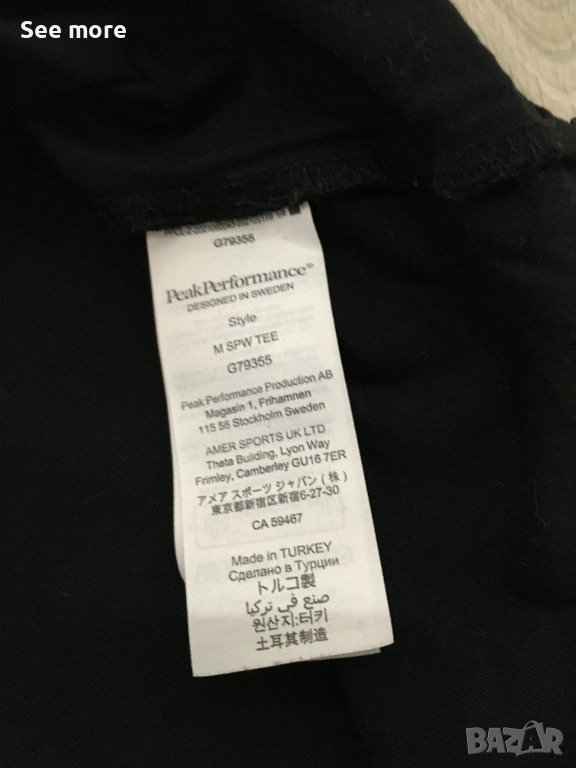 See more
G79355
PeakPerformance®
DESIGNED IN SWEDEN
Style
M SPW TEE
G79355
Peak Performance Production AB
Magasin 1, Frihamnen
115 56 Stockholm Sweden
AMER SPORTS UK LTD
Theta Building, Lyon Way
Frimley, Camberley GU16 7ER
アメア スポーツ ジャパン (株)
東京都新宿区新宿6-27-30
CA 59467
Made in TURKEY
Сделано в Турции
トルコ製
صنع في تركيا
원산지:터키
土耳其制造
BAZAR